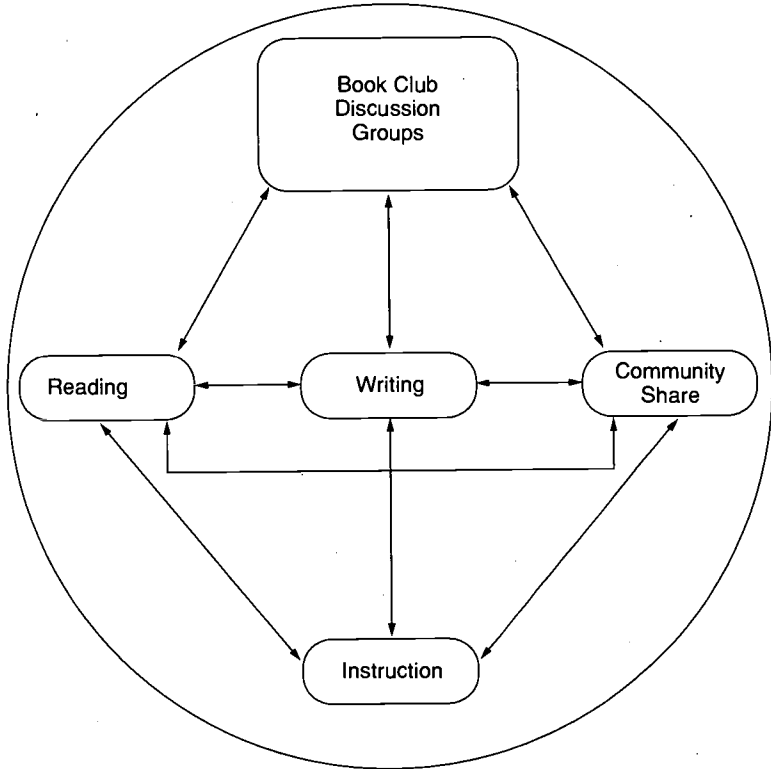 Book Club
Discussion
Groups
Reading
Writing
Community
Share
Instruction